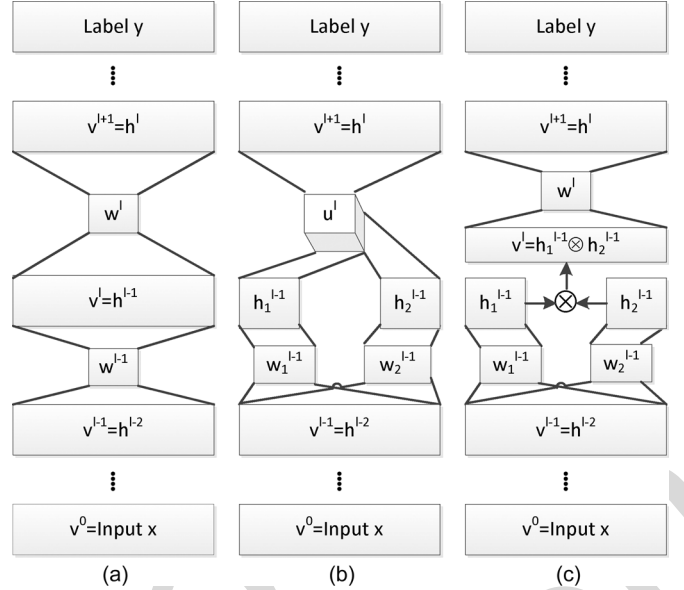 Label y
v^{l+1}=h^l
w^l
v^l=h^{l-1}
w^{l-1}
v^{l-1}=h^{l-2}
v^0=Input x
(a)
Label y
v^{l+1}=h^l
u^l
h_1^{l-1} h_2^{l-1}
w_1^{l-1} w_2^{l-1}
v^{l-1}=h^{l-2}
v^0=Input x
(b)
Label y
v^{l+1}=h^l
w^l
v^l=h_1^{l-1}⊗h_2^{l-1}
h_1^{l-1} ⊗ h_2^{l-1}
w_1^{l-1} w_2^{l-1}
v^{l-1}=h^{l-2}
v^0=Input x
(c)